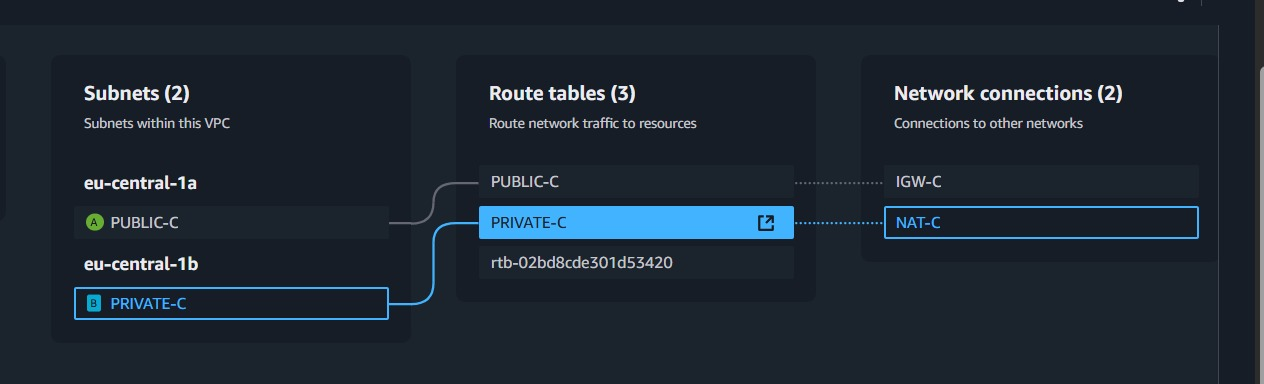 Subnets (2)
Subnets within this VPC
eu-central-1a
A PUBLIC-C
eu-central-1b
B PRIVATE-C
Route tables (3)
Route network traffic to resources
PUBLIC-C
PRIVATE-C
rtb-02bd8cde301d53420
Network connections (2)
Connections to other networks
IGW-C
NAT-C